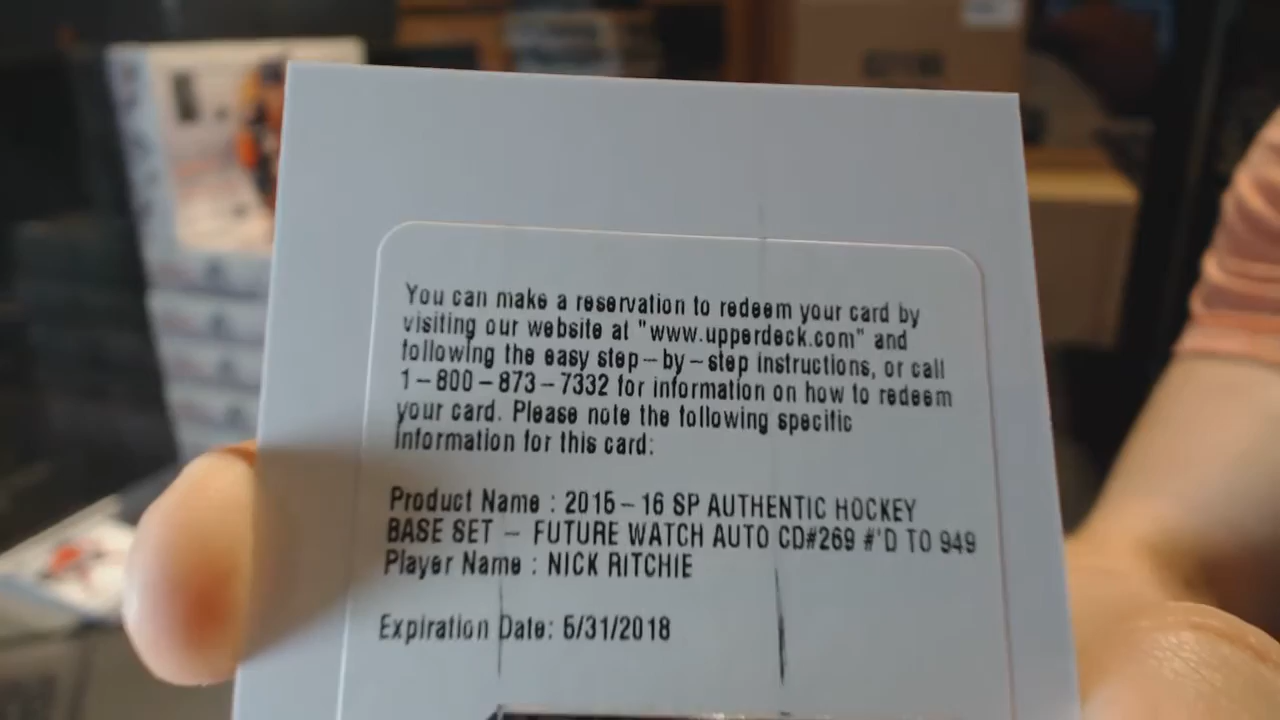 You can make a reservation to redeem your card by
visiting our website at "www.upperdeck.com" and
following the easy step-by-step instructions, or call
1-800-873-7332 for information on how to redeem
your card. Please note the following specific
information for this card:
Product Name : 2015-16 SP AUTHENTIC HOCKEY
BASE SET - FUTURE WATCH AUTO CD#269 #'D TO 949
Player Name : NICK RITCHIE
Expiration Date: 5/31/2018